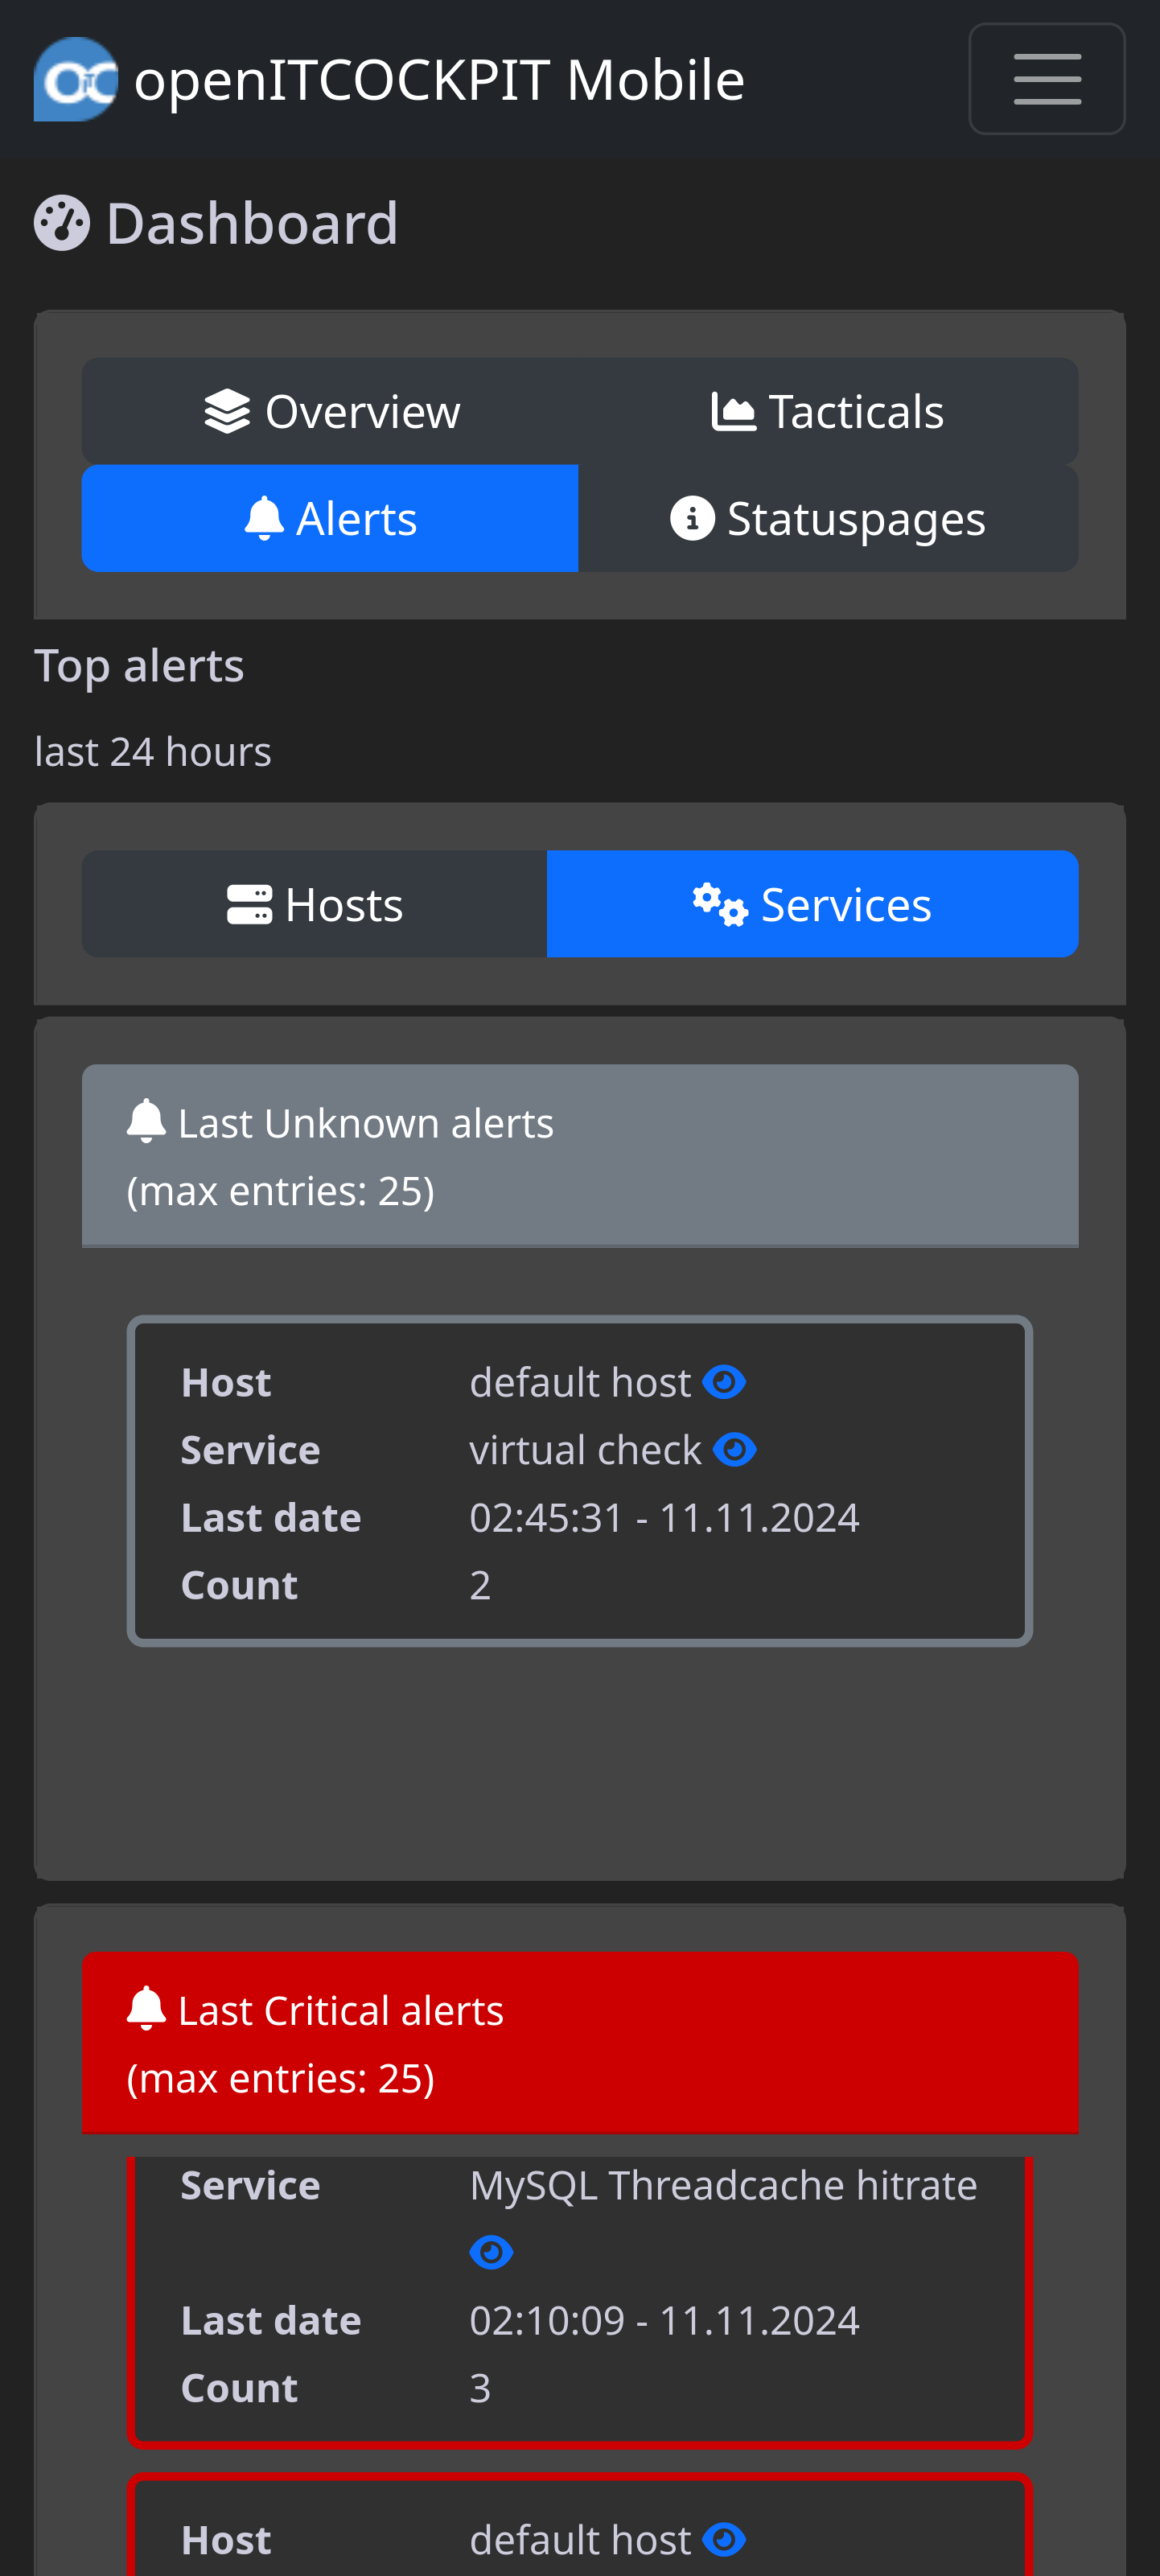 openITCOCKPIT Mobile
Dashboard
Overview
Tacticals
Alerts
Statuspages
Top alerts
last 24 hours
Hosts
Services
Last Unknown alerts
(max entries: 25)
Host default host
Service virtual check
Last date 02:45:31 - 11.11.2024
Count 2
Last Critical alerts
(max entries: 25)
Service MySQL Threadcache hitrate
Last date 02:10:09 - 11.11.2024
Count 3
Host default host